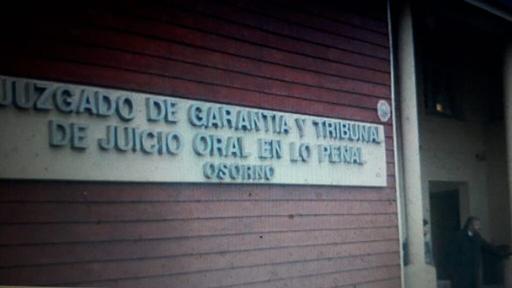 JUZGADO DE GARANTIA Y TRIBUNAL
DE JUICIO ORAL EN LO PENAL
OSORNO